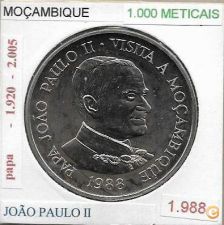 MOÇAMBIQUE
1.000 METICAIS
papa - 1.920 - 2.005
PAPA JOÃO PAULO II · VISITA A MOÇAMBIQUE
1988
JOÃO PAULO II
1.988